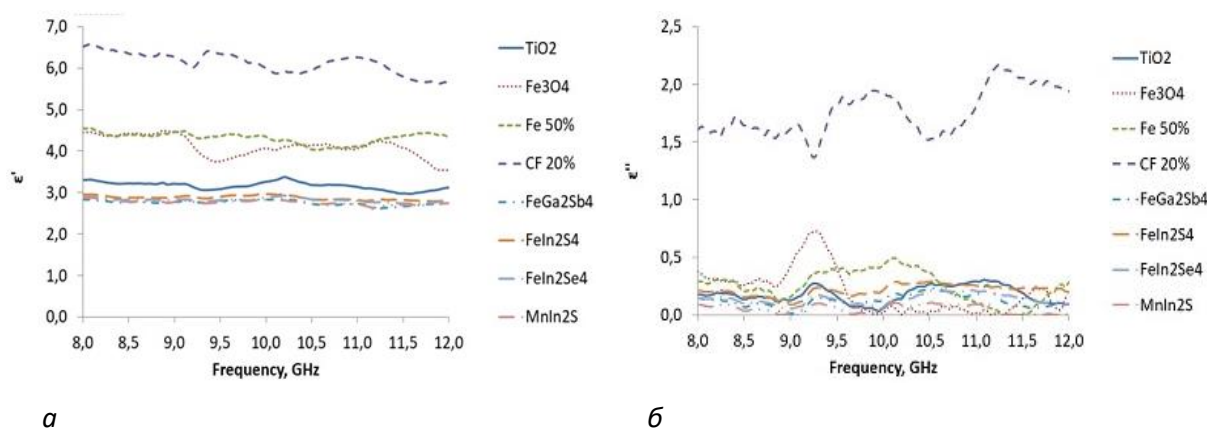 7,0
6,0
5,0
4,0
3,0
2,0
1,0
0,0
ε'
8,0 8,5 9,0 9,5 10,0 10,5 11,0 11,5 12,0
Frequency, GHz
TiO2
Fe3O4
Fe 50%
CF 20%
FeGa2Sb4
FeIn2S4
FeIn2Se4
MnIn2S
а
2,5
2,0
1,5
1,0
0,5
0,0
ε''
8,0 8,5 9,0 9,5 10,0 10,5 11,0 11,5 12,0
Frequency, GHz
TiO2
Fe3O4
Fe 50%
CF 20%
FeGa2Sb4
FeIn2S4
FeIn2Se4
MnIn2S
б